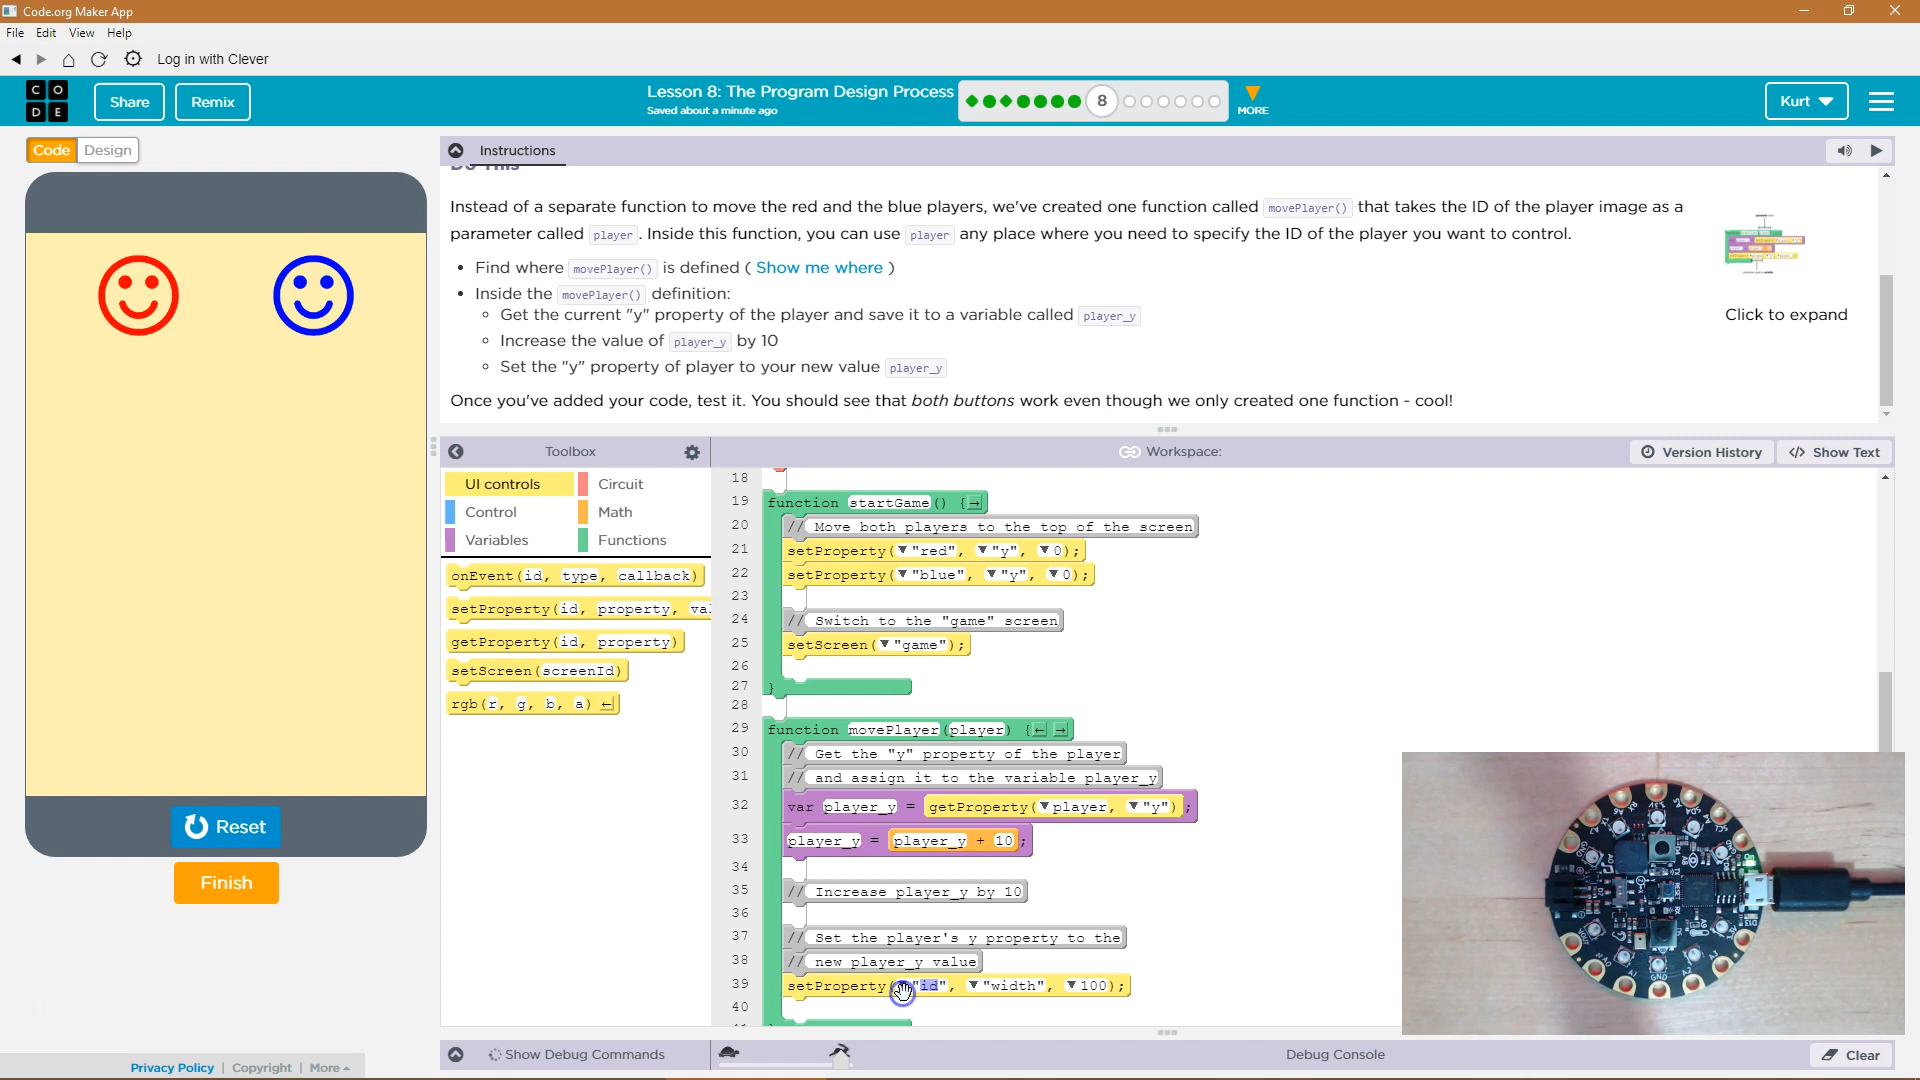 Code.org Maker App
File Edit View Help
Log in with Clever
CODE
Share
Remix
Lesson 8: The Program Design Process
Saved about a minute ago
8
MORE
Kurt
Code
Design
Instructions
Do This
Instead of a separate function to move the red and the blue players, we've created one function called movePlayer() that takes the ID of the player image as a
parameter called player . Inside this function, you can use player any place where you need to specify the ID of the player you want to control.
Find where movePlayer() is defined ( Show me where )
Inside the movePlayer() definition:
Get the current "y" property of the player and save it to a variable called player_y
Increase the value of player_y by 10
Set the "y" property of player to your new value player_y
Once you've added your code, test it. You should see that both buttons work even though we only created one function - cool!
Click to expand
Reset
Finish
Toolbox
Workspace:
Version History
</> Show Text
UI controls
Circuit
Control
Math
Variables
Functions
onEvent(id, type, callback)
setProperty(id, property, val
getProperty(id, property)
setScreen(screenId)
rgb(r, g, b, a)
18
19 function startGame() {
20 // Move both players to the top of the screen
21 setProperty("red", "y", 0);
22 setProperty("blue", "y", 0);
23
24 // Switch to the "game" screen
25 setScreen("game");
26
27 }
28
29 function movePlayer(player) {
30 // Get the "y" property of the player
31 // and assign it to the variable player_y
32 var player_y = getProperty(player, "y");
33 player_y = player_y + 10;
34
35 // Increase player_y by 10
36
37 // Set the player's y property to the
38 // new player_y value
39 setProperty("id", "width", 100);
40
Show Debug Commands
Debug Console
Clear
Privacy Policy | Copyright | More